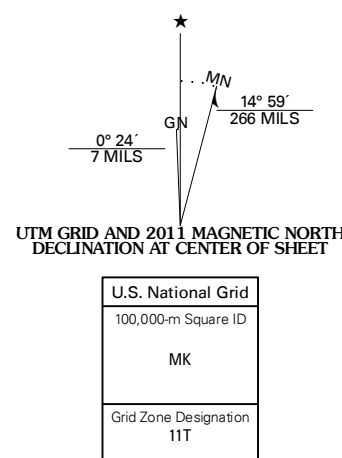 ★
MN
GN
14° 59´
266 MILS
0° 24´
7 MILS
UTM GRID AND 2011 MAGNETIC NORTH
DECLINATION AT CENTER OF SHEET
U.S. National Grid
100,000-m Square ID
MK
Grid Zone Designation
11T